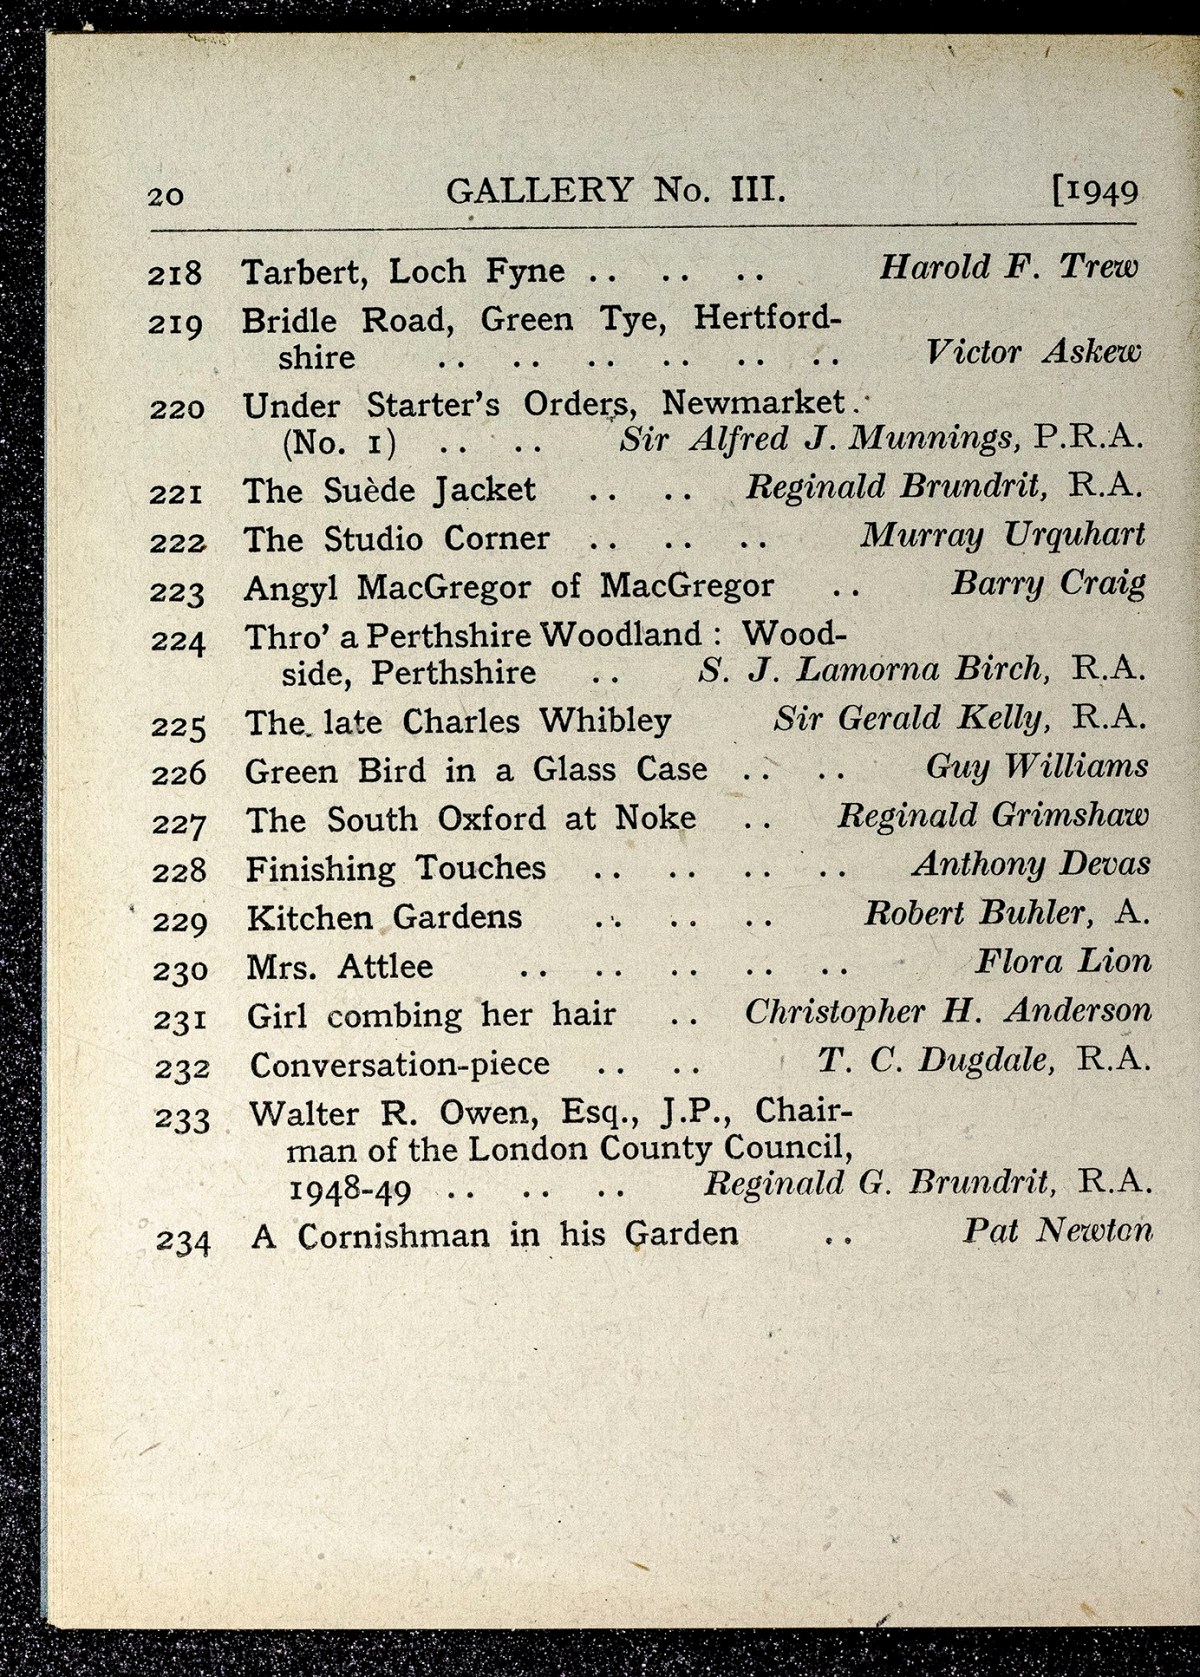 20 GALLERY No. III. [1949
218 Tarbert, Loch Fyne .. .. .. Harold F. Trew
219 Bridle Road, Green Tye, Hertford-
shire .. .. .. .. .. .. Victor Askew
220 Under Starter's Orders, Newmarket.
(No. 1) .. .. Sir Alfred J. Munnings, P.R.A.
221 The Suède Jacket .. .. Reginald Brundrit, R.A.
222 The Studio Corner .. .. .. Murray Urquhart
223 Angyl MacGregor of MacGregor .. Barry Craig
224 Thro' a Perthshire Woodland : Wood-
side, Perthshire .. S. J. Lamorna Birch, R.A.
225 The late Charles Whibley Sir Gerald Kelly, R.A.
226 Green Bird in a Glass Case .. .. Guy Williams
227 The South Oxford at Noke .. Reginald Grimshaw
228 Finishing Touches .. .. .. .. Anthony Devas
229 Kitchen Gardens .. .. .. Robert Buhler, A.
230 Mrs. Attlee .. .. .. .. .. Flora Lion
231 Girl combing her hair .. Christopher H. Anderson
232 Conversation-piece .. .. T. C. Dugdale, R.A.
233 Walter R. Owen, Esq., J.P., Chair-
man of the London County Council,
1948-49 .. .. .. Reginald G. Brundrit, R.A.
234 A Cornishman in his Garden .. Pat Newton